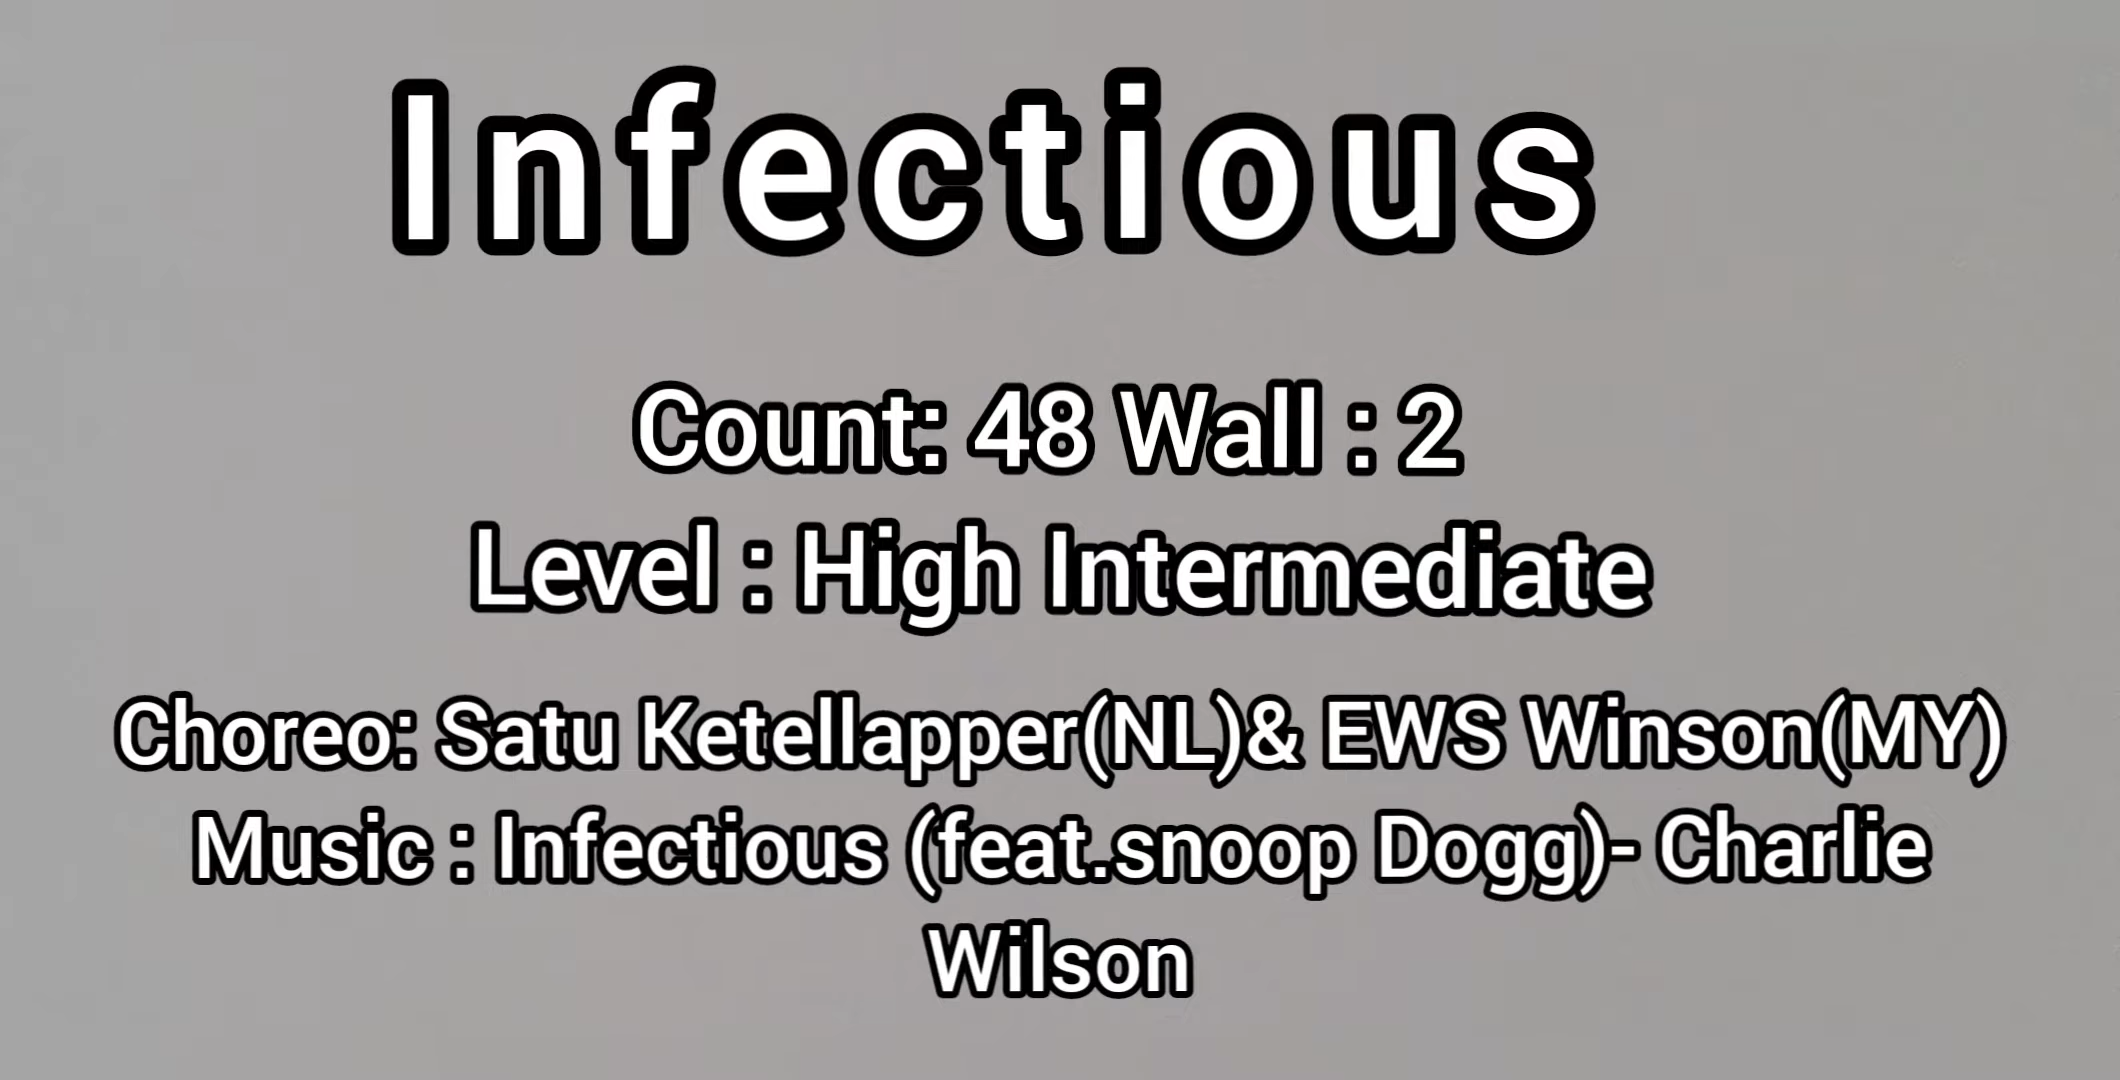 Infectious
Count: 48 Wall : 2
Level : High Intermediate
Choreo: Satu Ketellapper(NL)& EWS Winson(MY)
Music : Infectious (feat.snoop Dogg)- Charlie
Wilson